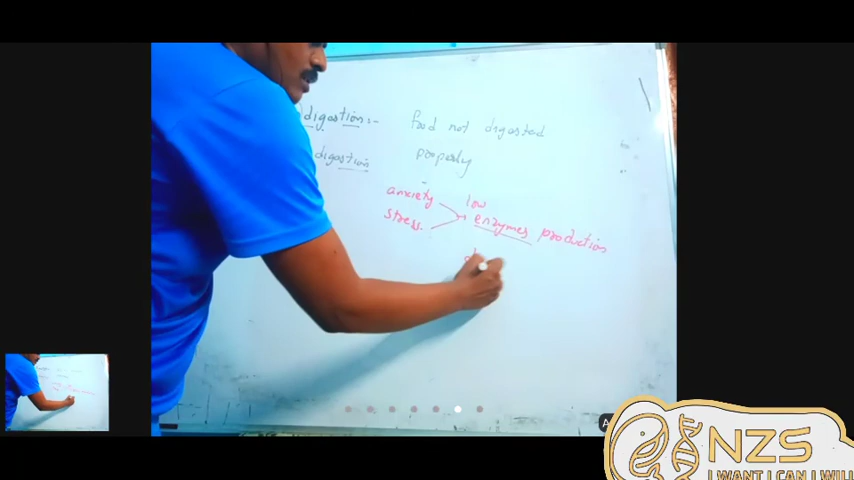 digestion :- food not digested
digestion properly
anxiety low
stress enzymes production
NZS
I WANT I CAN I WILL